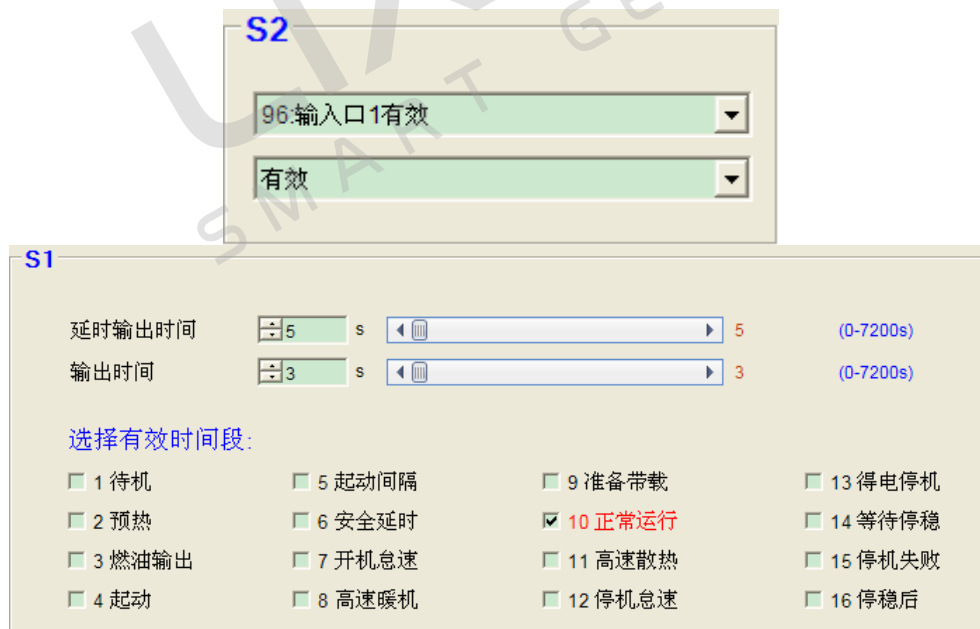 S2
96:输入口1有效
有效
SMART GE
S1
延时输出时间 5 s 5 (0-7200s)
输出时间 3 s 3 (0-7200s)
选择有效时间段:
1 待机 5 起动间隔 9 准备带载 13 得电停机
2 预热 6 安全延时 10 正常运行 14 等待停稳
3 燃油输出 7 开机怠速 11 高速散热 15 停机失败
4 起动 8 高速暖机 12 停机怠速 16 停稳后